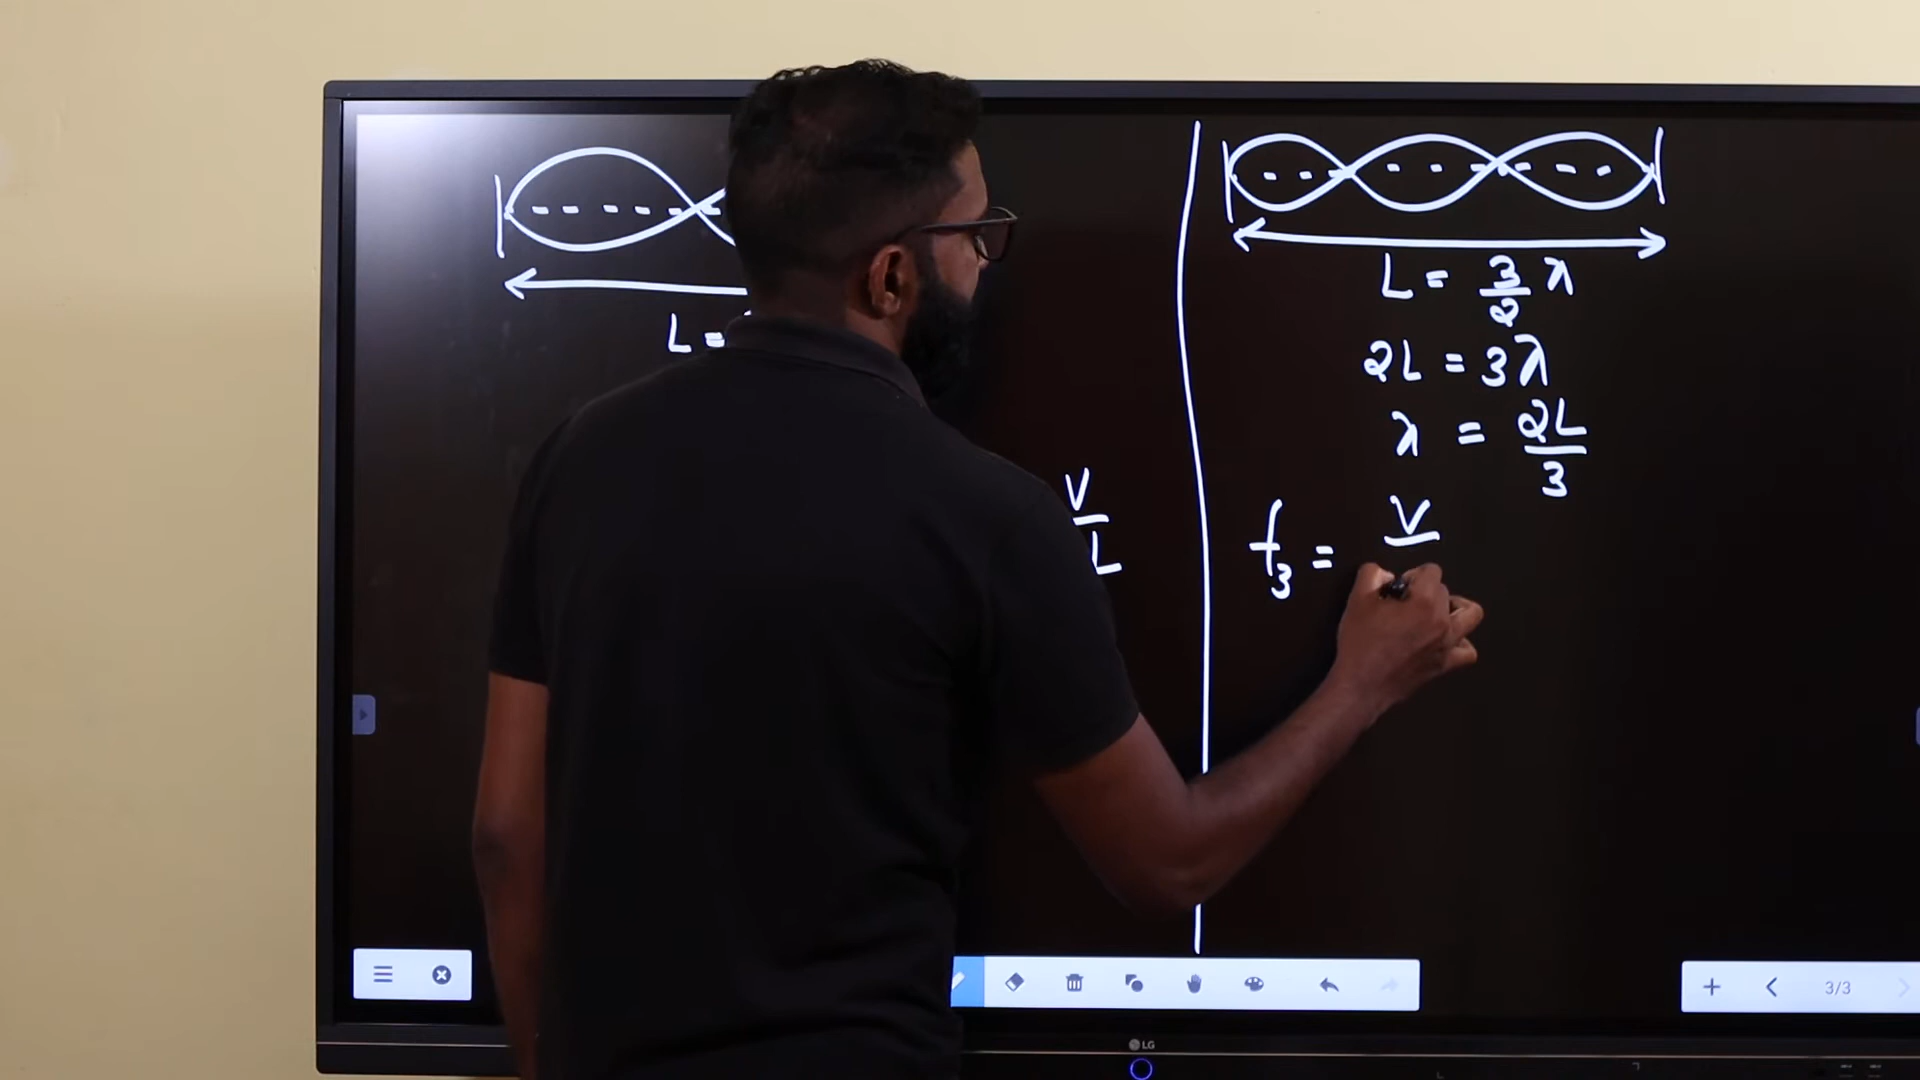 L =
V
L
L = 3/2 λ
2L = 3λ
λ = 2L/3
f₃ = V
3/3
LG